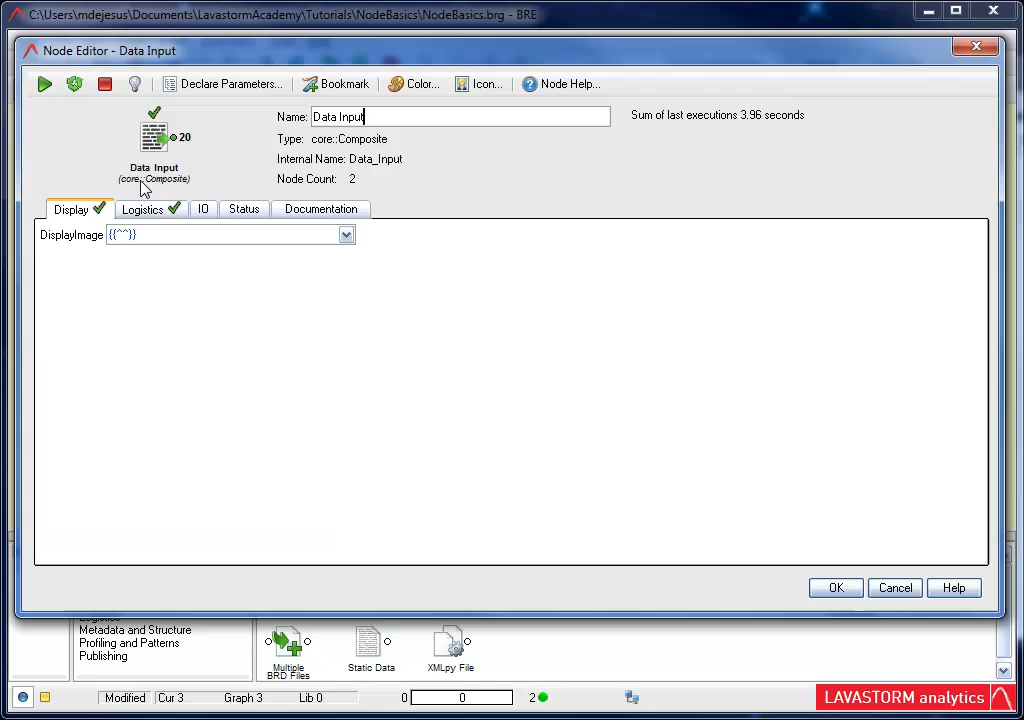 C:\Users\mdejesus\Documents\LavastormAcademy\Tutorials\NodeBasics\NodeBasics.brg - BRE
Node Editor - Data Input
Declare Parameters... Bookmark Color... Icon... Node Help...
20
Data Input
(core::Composite)
Name: Data Input
Type: core::Composite
Internal Name: Data_Input
Node Count: 2
Sum of last executions 3.96 seconds
Display Logistics IO Status Documentation
DisplayImage {{^^}}
OK Cancel Help
Logistics
Metadata and Structure
Profiling and Patterns
Publishing
Multiple
BRD Files
Static Data
XMLpy File
Modified Cur 3 Graph 3 Lib 0 0 0 2
LAVASTORM analytics